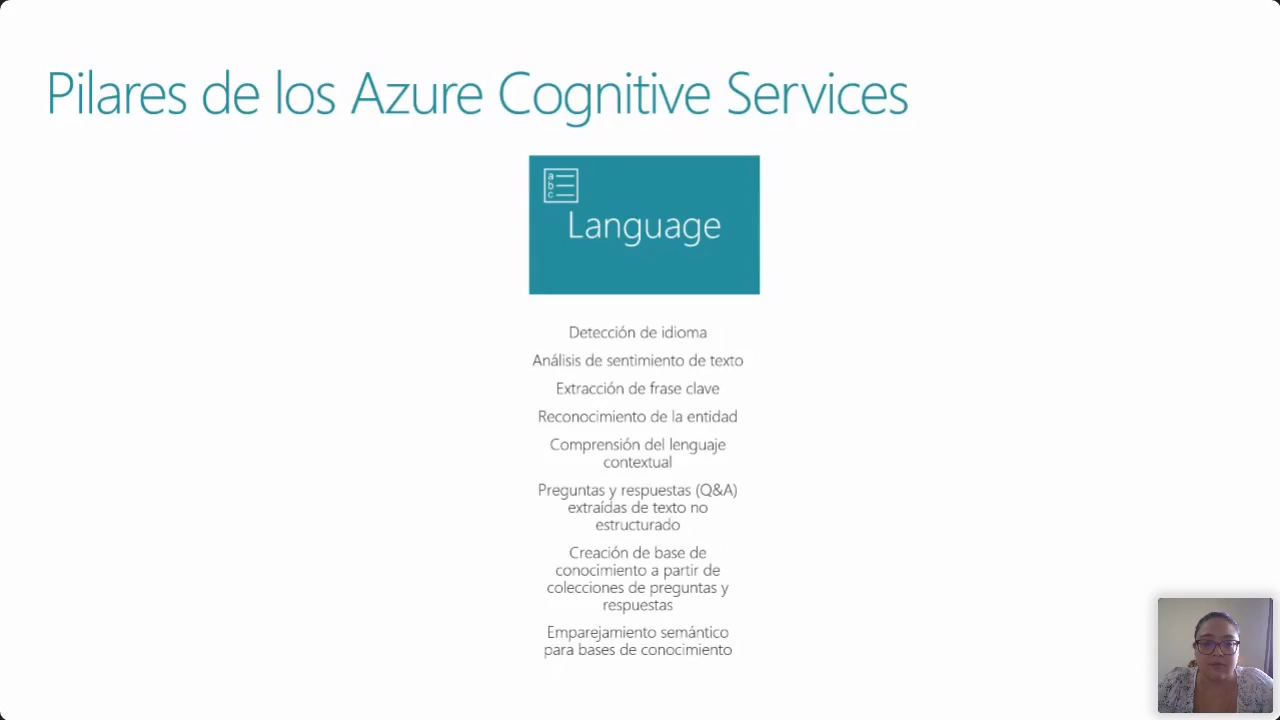 Pilares de los Azure Cognitive Services
a
b
c
Language
Detección de idioma
Análisis de sentimiento de texto
Extracción de frase clave
Reconocimiento de la entidad
Comprensión del lenguaje
contextual
Preguntas y respuestas (Q&A)
extraídas de texto no
estructurado
Creación de base de
conocimiento a partir de
colecciones de preguntas y
respuestas
Emparejamiento semántico
para bases de conocimiento